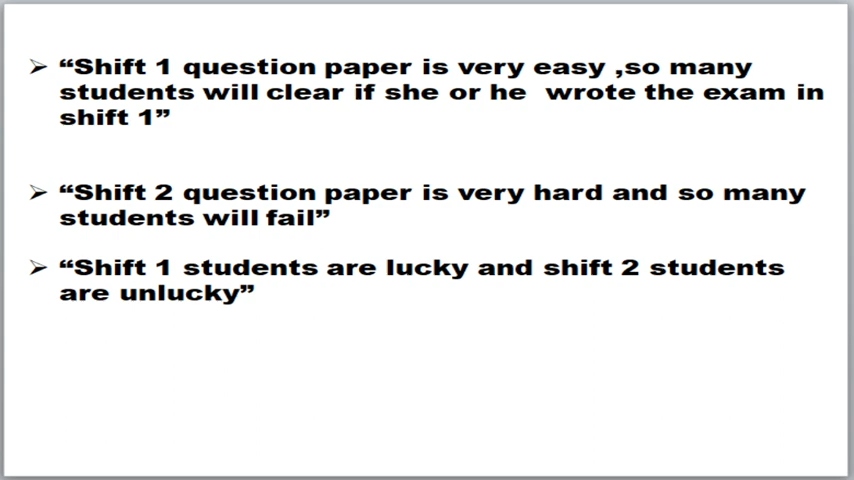 ➢ “Shift 1 question paper is very easy ,so many
students will clear if she or he  wrote the exam in
shift 1”
➢ “Shift 2 question paper is very hard and so many
students will fail”
➢ “Shift 1 students are lucky and shift 2 students
are unlucky”